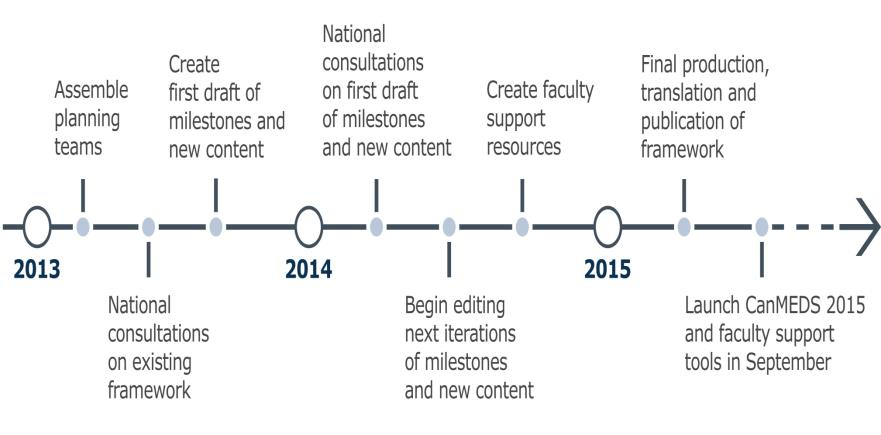 2013
Assemble
planning
teams
National
consultations
on existing
framework
Create
first draft of
milestones and
new content
2014
National
consultations
on first draft
of milestones
and new content
Begin editing
next iterations
of milestones
and new content
Create faculty
support
resources
2015
Final production,
translation and
publication of
framework
Launch CanMEDS 2015
and faculty support
tools in September